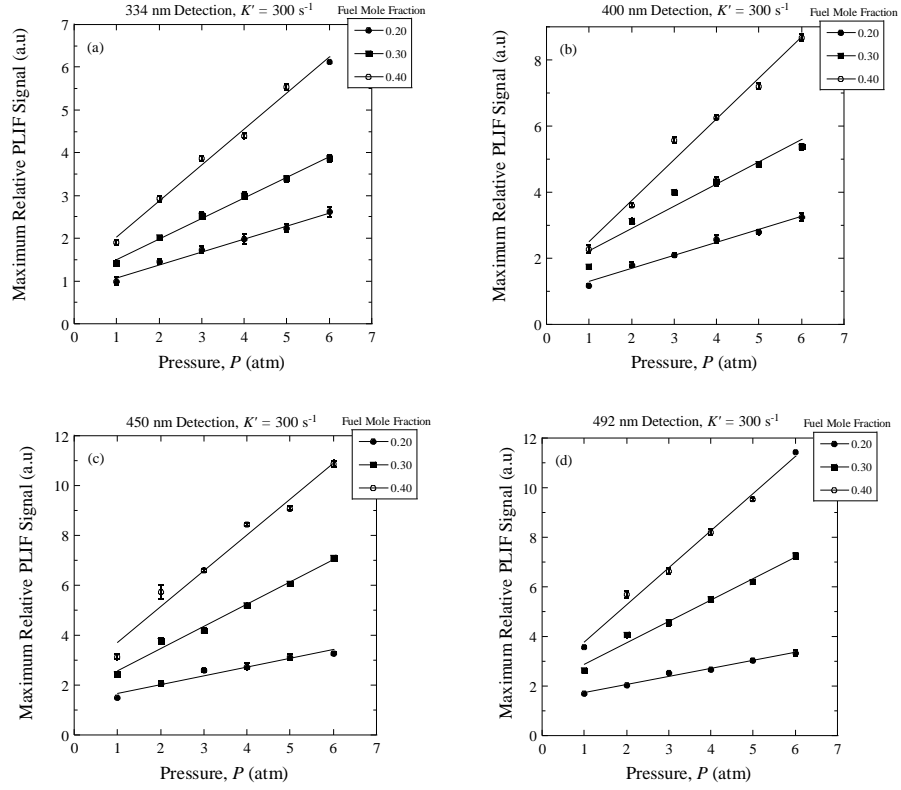 334 nm Detection, K' = 300 s⁻¹
Fuel Mole Fraction
0.20
0.30
0.40
(a)
Maximum Relative PLIF Signal (a.u)
7
6
5
4
3
2
1
0
0 1 2 3 4 5 6 7
Pressure, P (atm)
400 nm Detection, K' = 300 s⁻¹
Fuel Mole Fraction
0.20
0.30
0.40
(b)
Maximum Relative PLIF Signal (a.u)
8
6
4
2
0
0 1 2 3 4 5 6 7
Pressure, P (atm)
450 nm Detection, K' = 300 s⁻¹
Fuel Mole Fraction
0.20
0.30
0.40
(c)
Maximum Relative PLIF Signal (a.u)
12
10
8
6
4
2
0
0 1 2 3 4 5 6 7
Pressure, P (atm)
492 nm Detection, K' = 300 s⁻¹
Fuel Mole Fraction
0.20
0.30
0.40
(d)
Maximum Relative PLIF Signal (a.u)
12
10
8
6
4
2
0
0 1 2 3 4 5 6 7
Pressure, P (atm)